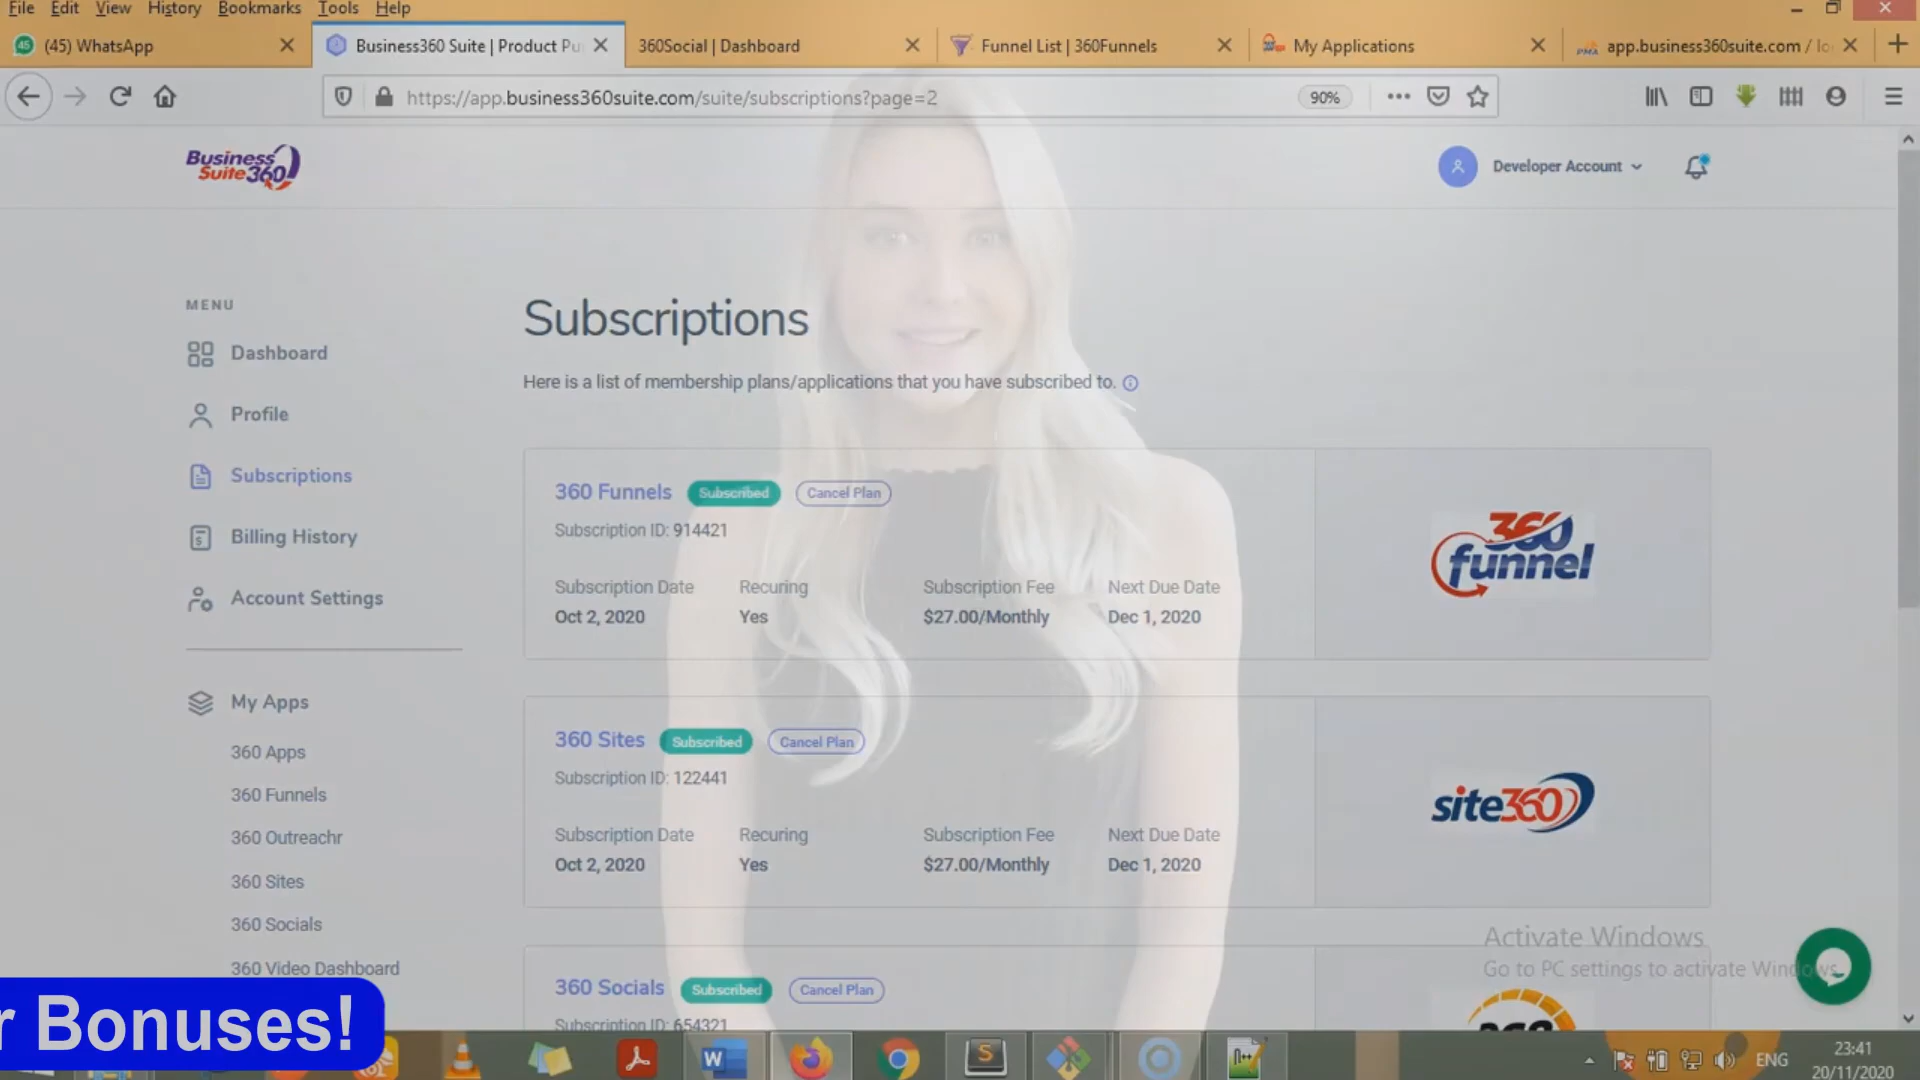 File Edit View History Bookmarks Tools Help
(45) WhatsApp
Business360 Suite | Product Pu
360Social | Dashboard
Funnel List | 360Funnels
My Applications
app.business360suite.com / lo
https://app.business360suite.com/suite/subscriptions?page=2
90%
Business
Suite360
Developer Account
MENU
Dashboard
Profile
Subscriptions
Billing History
Account Settings
My Apps
360 Apps
360 Funnels
360 Outreachr
360 Sites
360 Socials
360 Video Dashboard
Subscriptions
Here is a list of membership plans/applications that you have subscribed to.
360 Funnels Subscribed Cancel Plan
Subscription ID: 914421
Subscription Date Recuring Subscription Fee Next Due Date
Oct 2, 2020 Yes $27.00/Monthly Dec 1, 2020
360 funnel
360 Sites Subscribed Cancel Plan
Subscription ID: 122441
Subscription Date Recuring Subscription Fee Next Due Date
Oct 2, 2020 Yes $27.00/Monthly Dec 1, 2020
site360
360 Socials Subscribed Cancel Plan
Subscription ID: 654321
Activate Windows
Go to PC settings to activate Windows.
r Bonuses!
ENG
23:41
20/11/2020